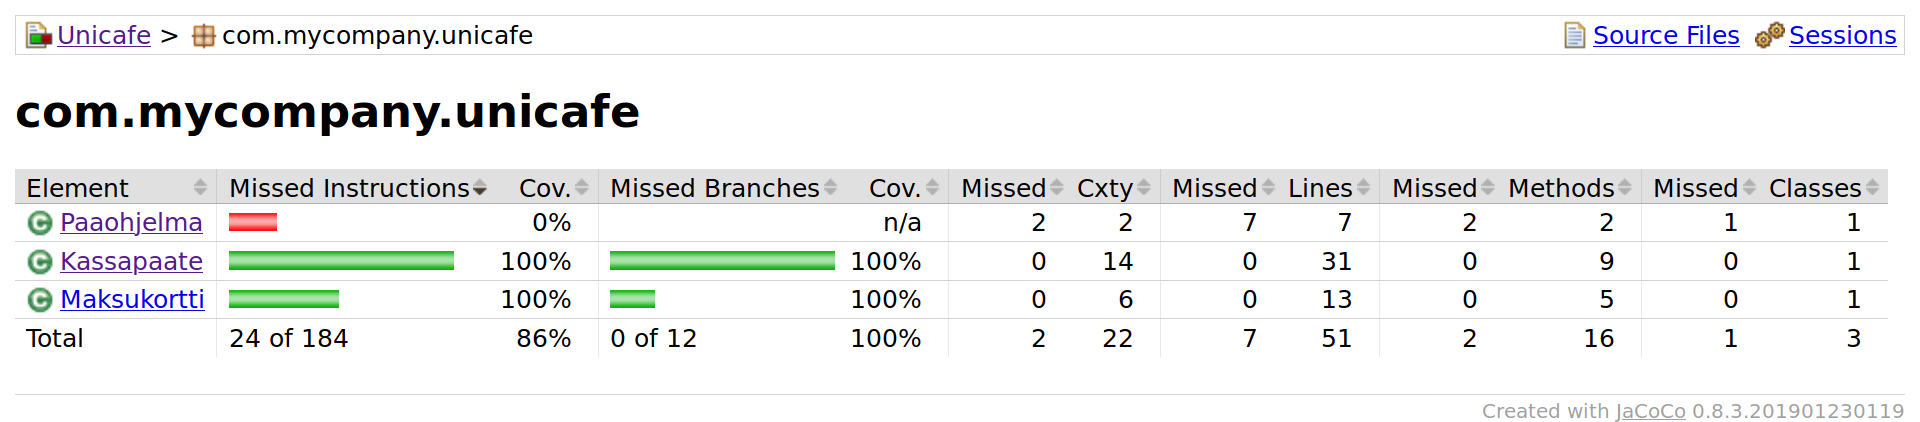 Unicafe > com.mycompany.unicafe Source Files Sessions
com.mycompany.unicafe
Element Missed Instructions Cov. Missed Branches Cov. Missed Cxty Missed Lines Missed Methods Missed Classes
Paaohjelma 0% n/a 2 2 7 7 2 2 1 1
Kassapaate 100% 100% 0 14 0 31 0 9 0 1
Maksukortti 100% 100% 0 6 0 13 0 5 0 1
Total 24 of 184 86% 0 of 12 100% 2 22 7 51 2 16 1 3
Created with JaCoCo 0.8.3.201901230119